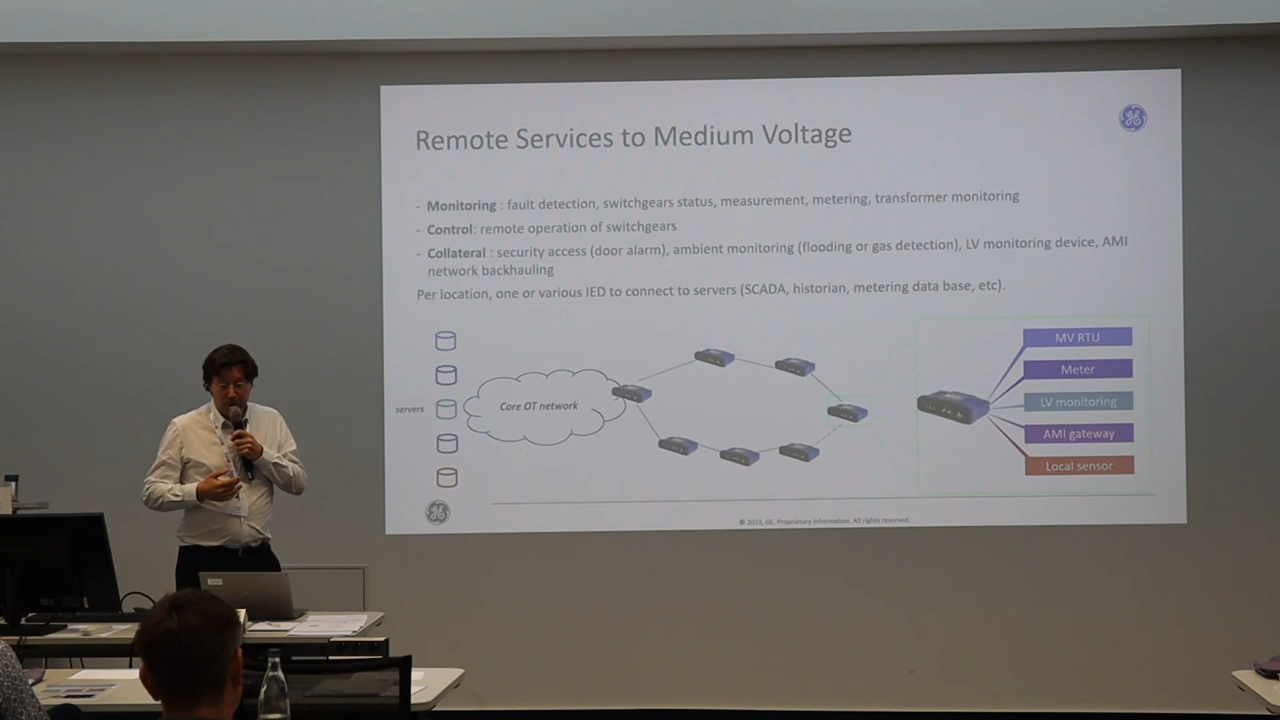 Remote Services to Medium Voltage
- Monitoring : fault detection, switchgears status, measurement, metering, transformer monitoring
- Control: remote operation of switchgears
- Collateral : security access (door alarm), ambient monitoring (flooding or gas detection), LV monitoring device, AMI
network backhauling
Per location, one or various IED to connect to servers (SCADA, historian, metering data base, etc).
servers
Core OT network
MV RTU
Meter
LV monitoring
AMI gateway
Local sensor
© 2023, GE. Proprietary information. All rights reserved.